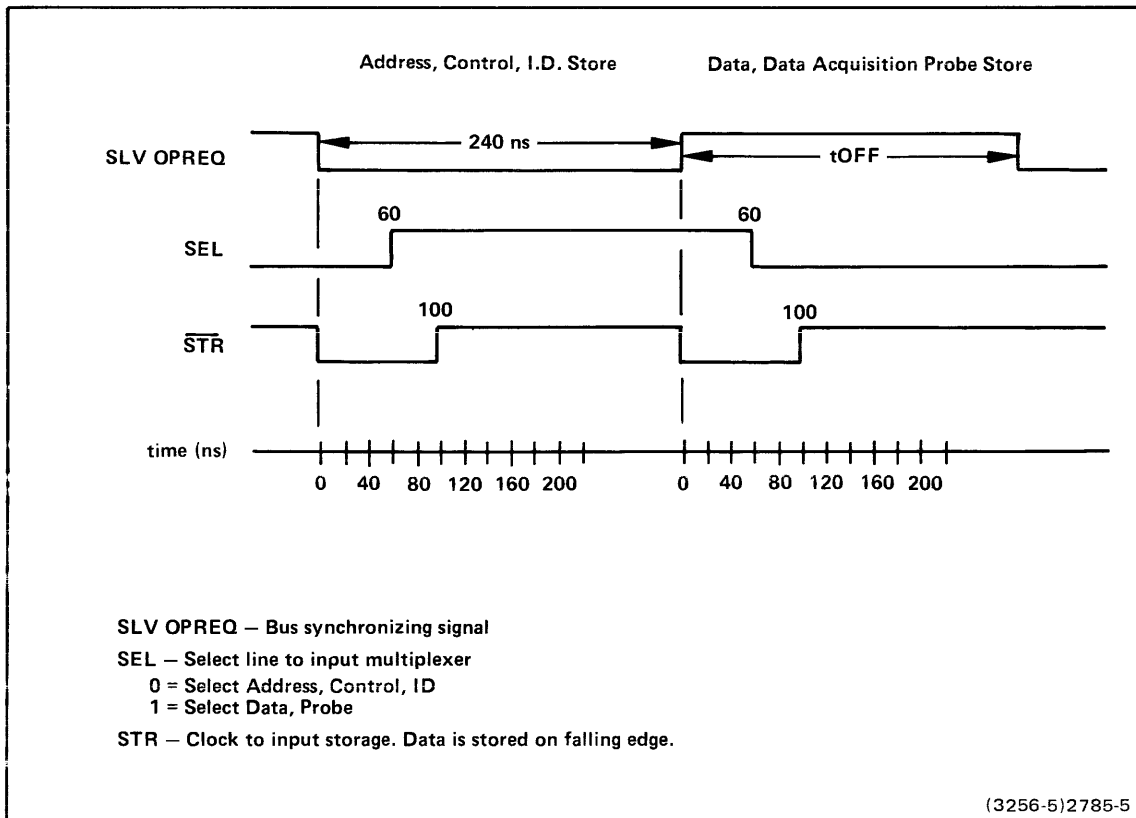 Address, Control, I.D. Store Data, Data Acquisition Probe Store
SLV OPREQ 240 ns tOFF
60 60
SEL
100 100
STR
time (ns)
0 40 80 120 160 200 0 40 80 120 160 200
SLV OPREQ — Bus synchronizing signal
SEL — Select line to input multiplexer
0 = Select Address, Control, ID
1 = Select Data, Probe
STR — Clock to input storage. Data is stored on falling edge.
(3256-5)2785-5